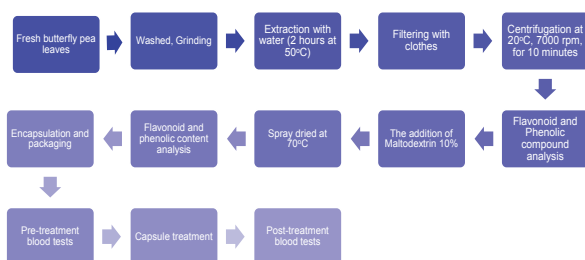 Fresh butterfly pea
leaves
Washed, Grinding
Extraction with
water (2 hours at
50ºC)
Filtering with
clothes
Centrifugation at
20ºC, 7000 rpm,
for 10 minutes
Flavonoid and
Phenolic
compound
analysis
The addition of
Maltodextrin 10%
Spray dried at
70ºC
Flavonoid and
phenolic content
analysis
Encapsulation and
packaging
Pre-treatment
blood tests
Capsule treatment
Post-treatment
blood tests